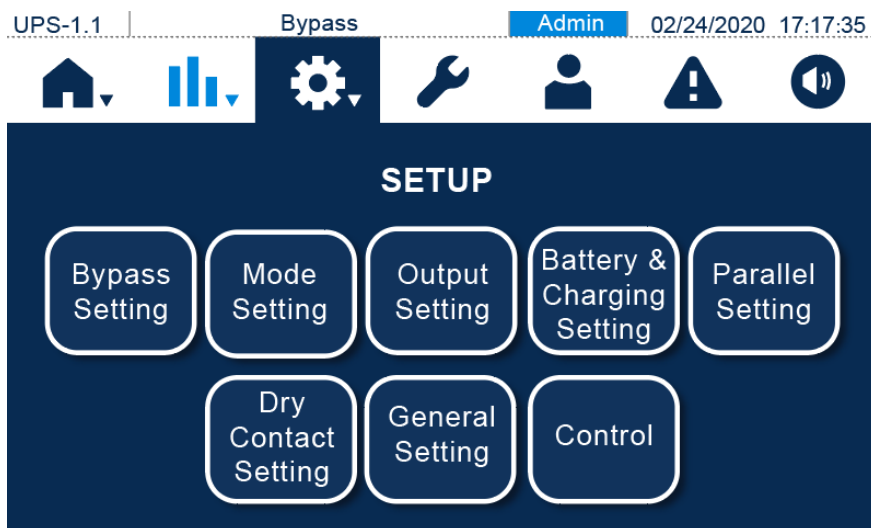 UPS-1.1 Bypass Admin 02/24/2020 17:17:35
SETUP
Bypass
Setting
Mode
Setting
Output
Setting
Battery &
Charging
Setting
Parallel
Setting
Dry
Contact
Setting
General
Setting
Control